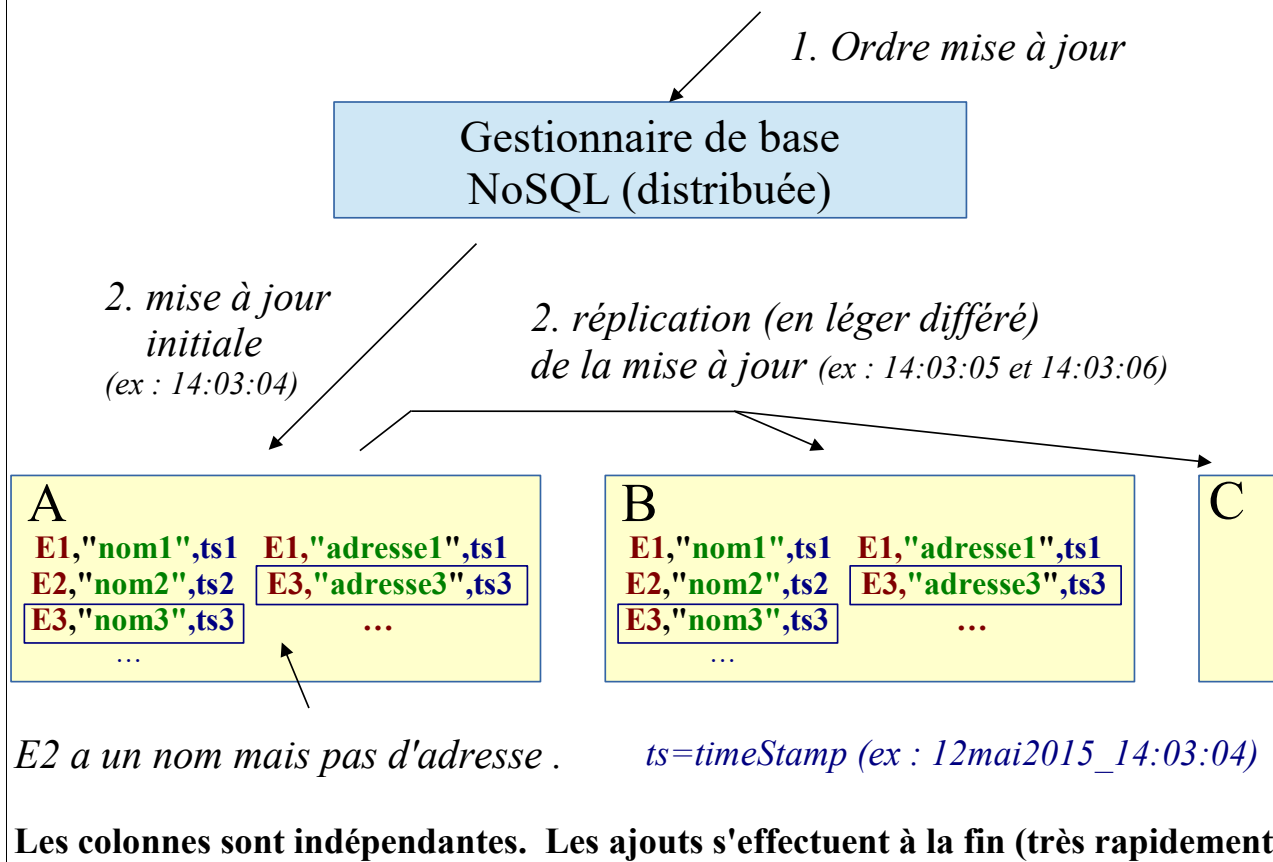 1. Ordre mise à jour
Gestionnaire de base
NoSQL (distribuée)
2. mise à jour
initiale
(ex : 14:03:04)
2. réplication (en léger différé)
de la mise à jour (ex : 14:03:05 et 14:03:06)
A
E1,"nom1",ts1 E1,"adresse1",ts1
E2,"nom2",ts2 E3,"adresse3",ts3
E3,"nom3",ts3 ...
...
B
E1,"nom1",ts1 E1,"adresse1",ts1
E2,"nom2",ts2 E3,"adresse3",ts3
E3,"nom3",ts3 ...
...
C
E2 a un nom mais pas d'adresse .
ts=timeStamp (ex : 12mai2015_14:03:04)
Les colonnes sont indépendantes. Les ajouts s'effectuent à la fin (très rapidement